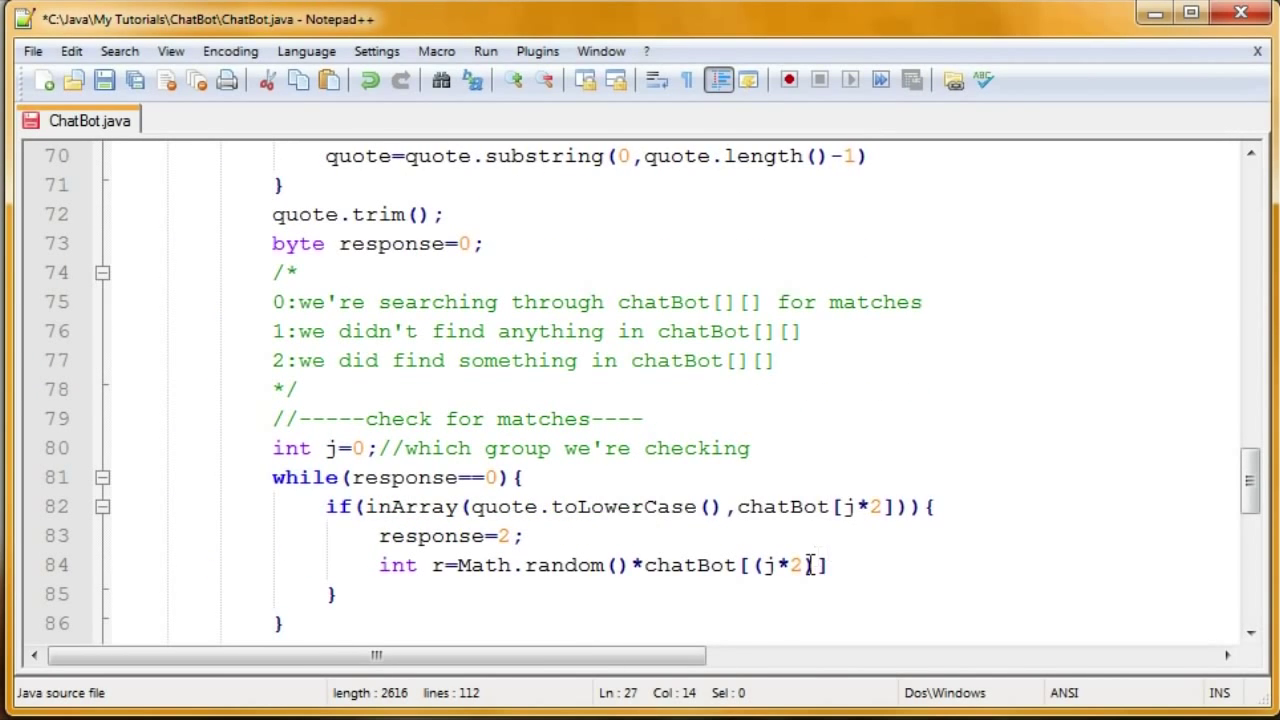 *C:\Java\My Tutorials\ChatBot\ChatBot.java - Notepad++
File Edit Search View Encoding Language Settings Macro Run Plugins Window ? X
ABC
ChatBot.java
70 quote=quote.substring(0,quote.length()-1)
71 }
72 quote.trim();
73 byte response=0;
74 /*
75 0:we're searching through chatBot[][] for matches
76 1:we didn't find anything in chatBot[][]
77 2:we did find something in chatBot[][]
78 */
79 //-----check for matches----
80 int j=0;//which group we're checking
81 while(response==0){
82 if(inArray(quote.toLowerCase(),chatBot[j*2])){
83 response=2;
84 int r=Math.random()*chatBot[(j*2)]
85 }
86 }
Java source file length : 2616 lines : 112 Ln : 27 Col : 14 Sel : 0 Dos\Windows ANSI INS